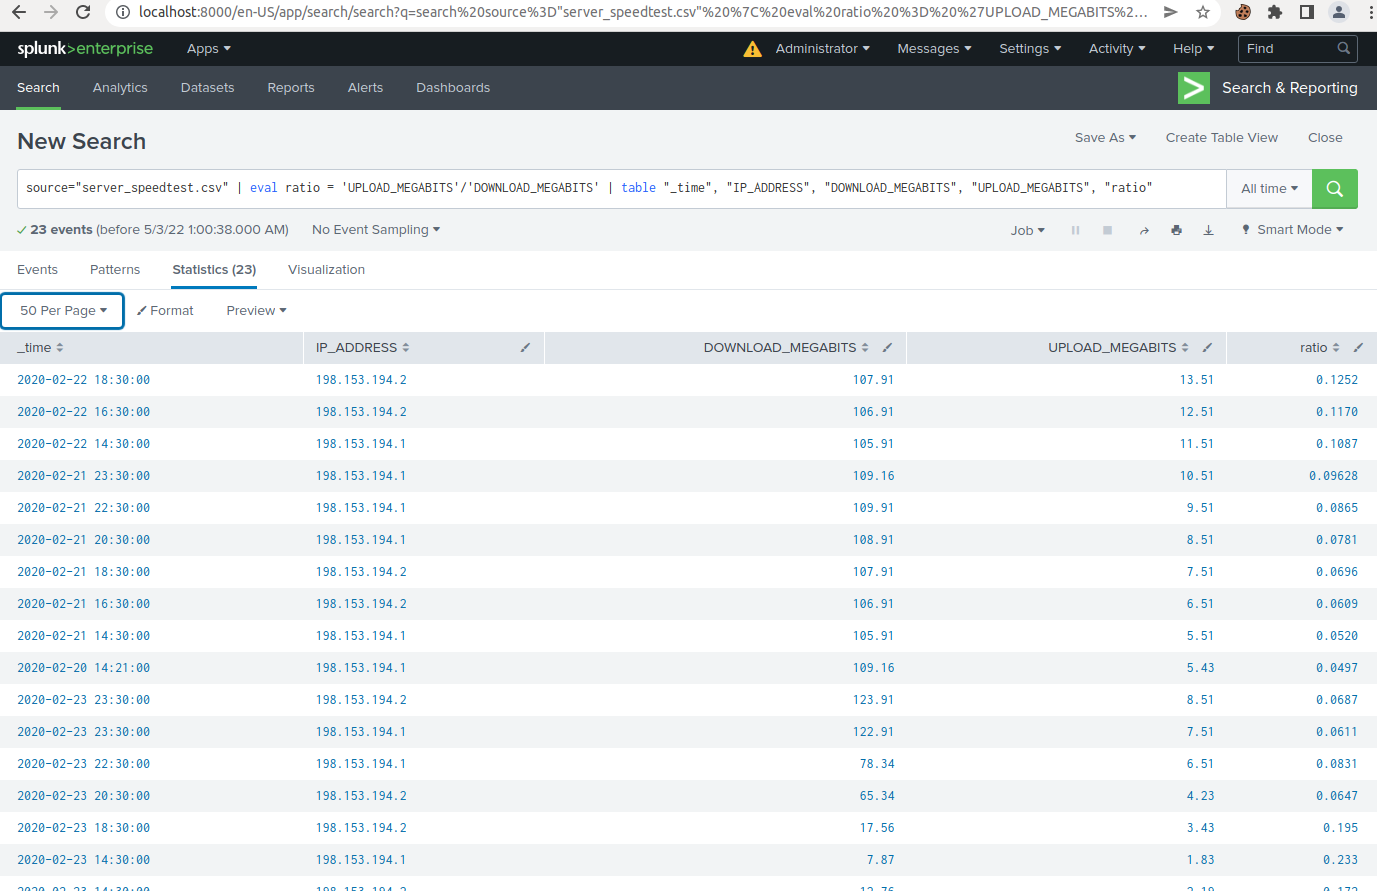 localhost:8000/en-US/app/search/search?q=search%20source%3D"server_speedtest.csv"%20%7C%20eval%20ratio%20%3D%20%27UPLOAD_MEGABITS%2...
splunk>enterprise Apps Administrator Messages Settings Activity Help Find
Search Analytics Datasets Reports Alerts Dashboards Search & Reporting
New Search Save As Create Table View Close
source="server_speedtest.csv" | eval ratio = 'UPLOAD_MEGABITS'/'DOWNLOAD_MEGABITS' | table "_time", "IP_ADDRESS", "DOWNLOAD_MEGABITS", "UPLOAD_MEGABITS", "ratio" All time
23 events (before 5/3/22 1:00:38.000 AM) No Event Sampling Job Smart Mode
Events Patterns Statistics (23) Visualization
50 Per Page Format Preview
_time IP_ADDRESS DOWNLOAD_MEGABITS UPLOAD_MEGABITS ratio
2020-02-22 18:30:00 198.153.194.2 107.91 13.51 0.1252
2020-02-22 16:30:00 198.153.194.2 106.91 12.51 0.1170
2020-02-22 14:30:00 198.153.194.1 105.91 11.51 0.1087
2020-02-21 23:30:00 198.153.194.1 109.16 10.51 0.09628
2020-02-21 22:30:00 198.153.194.1 109.91 9.51 0.0865
2020-02-21 20:30:00 198.153.194.1 108.91 8.51 0.0781
2020-02-21 18:30:00 198.153.194.2 107.91 7.51 0.0696
2020-02-21 16:30:00 198.153.194.2 106.91 6.51 0.0609
2020-02-21 14:30:00 198.153.194.1 105.91 5.51 0.0520
2020-02-20 14:21:00 198.153.194.1 109.16 5.43 0.0497
2020-02-23 23:30:00 198.153.194.2 123.91 8.51 0.0687
2020-02-23 23:30:00 198.153.194.1 122.91 7.51 0.0611
2020-02-23 22:30:00 198.153.194.1 78.34 6.51 0.0831
2020-02-23 20:30:00 198.153.194.2 65.34 4.23 0.0647
2020-02-23 18:30:00 198.153.194.2 17.56 3.43 0.195
2020-02-23 14:30:00 198.153.194.1 7.87 1.83 0.233